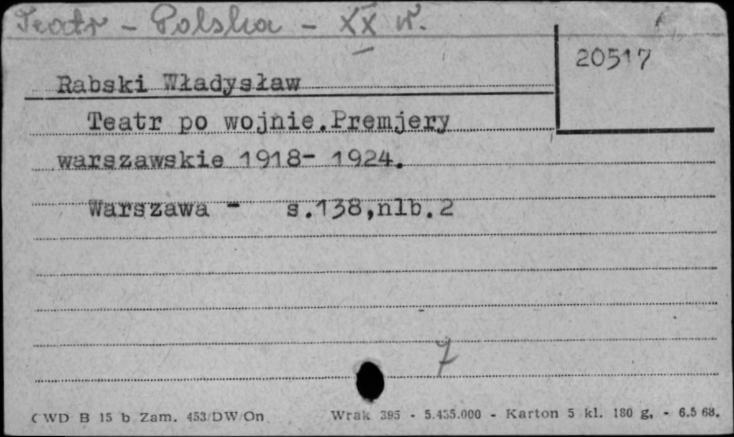 Teatr - Polska - XX w.
20517
Rabski Władysław
Teatr po wojnie.Premjery
warszawskie 1918- 1924.
Warszawa - s.138,nlb.2
7
CWD B 15 b Zam. 453/DW/On Wrak 395 - 5.435.000 - Karton 5 kl. 180 g. - 6.5 68.